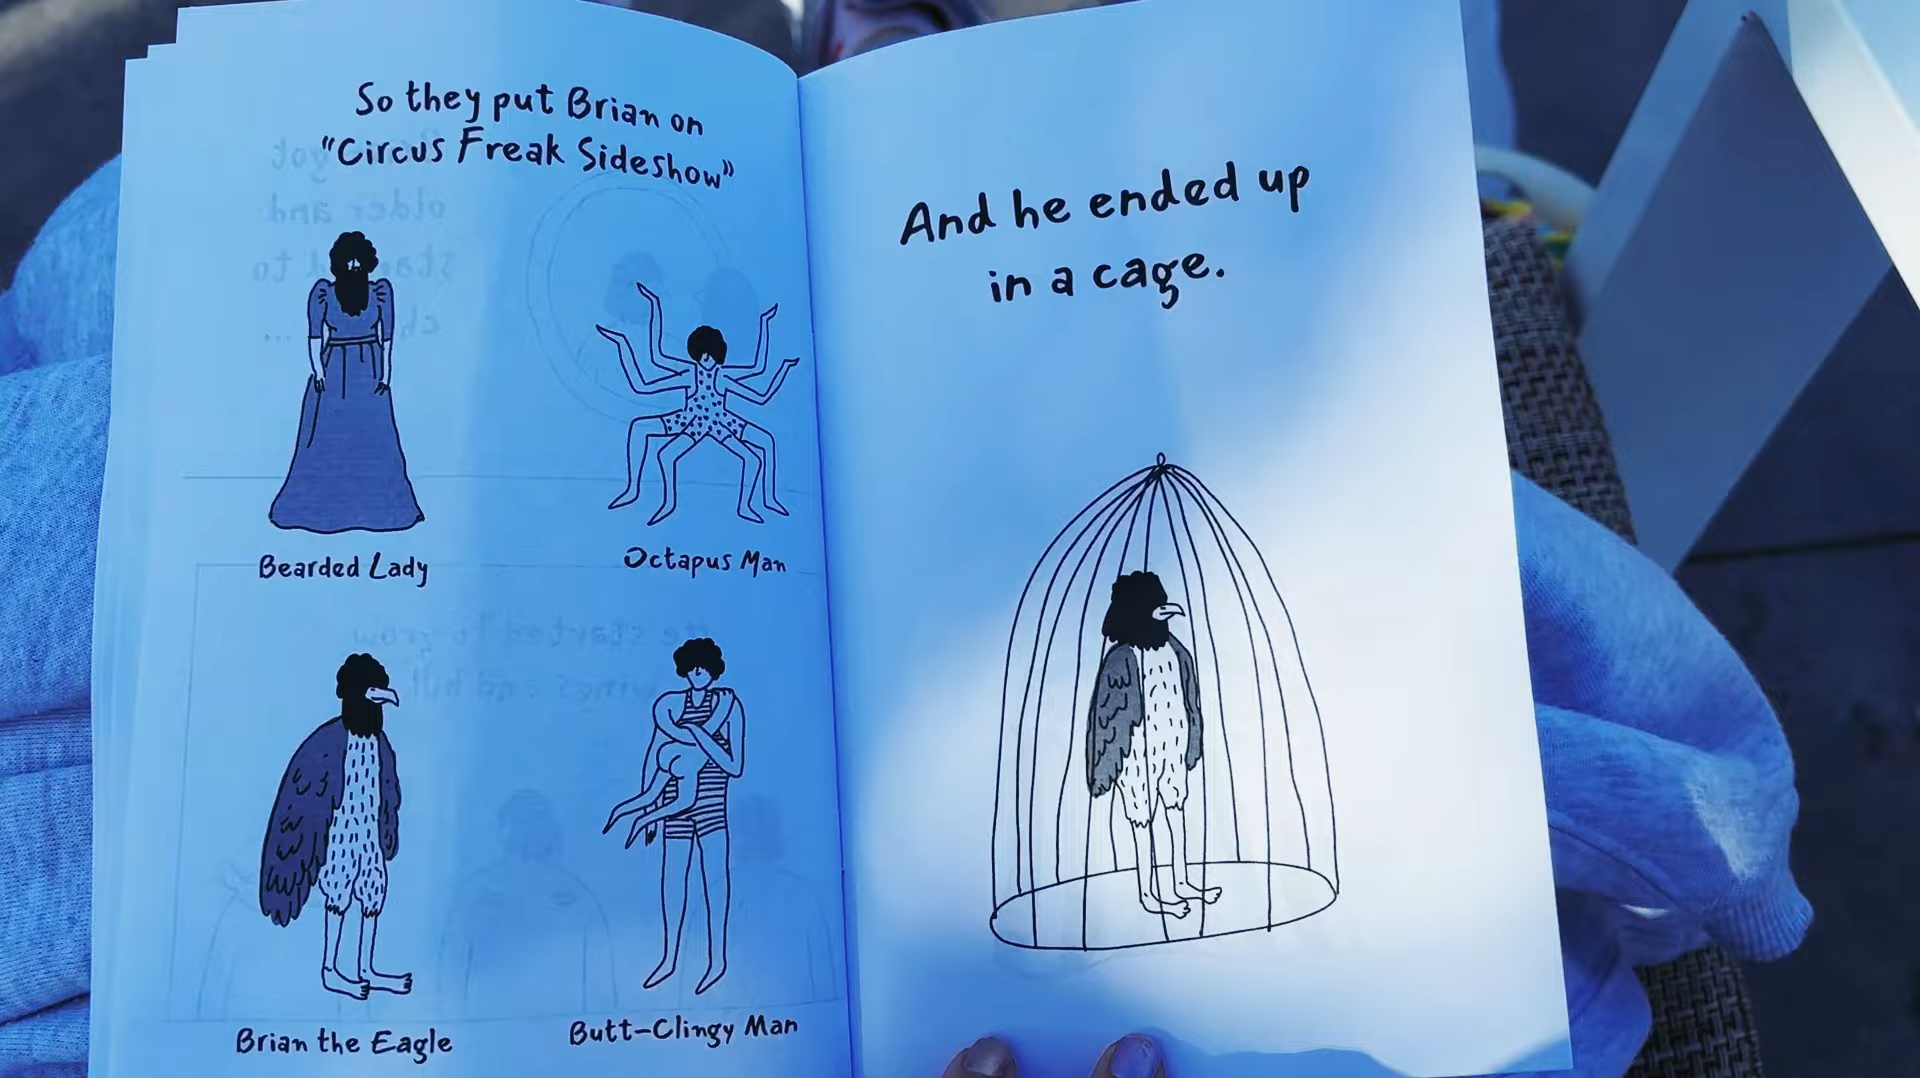 So they put Brian on
"Circus Freak Sideshow"
Bearded Lady
Octapus Man
Brian the Eagle
Butt-Clingy Man
And he ended up
in a cage.